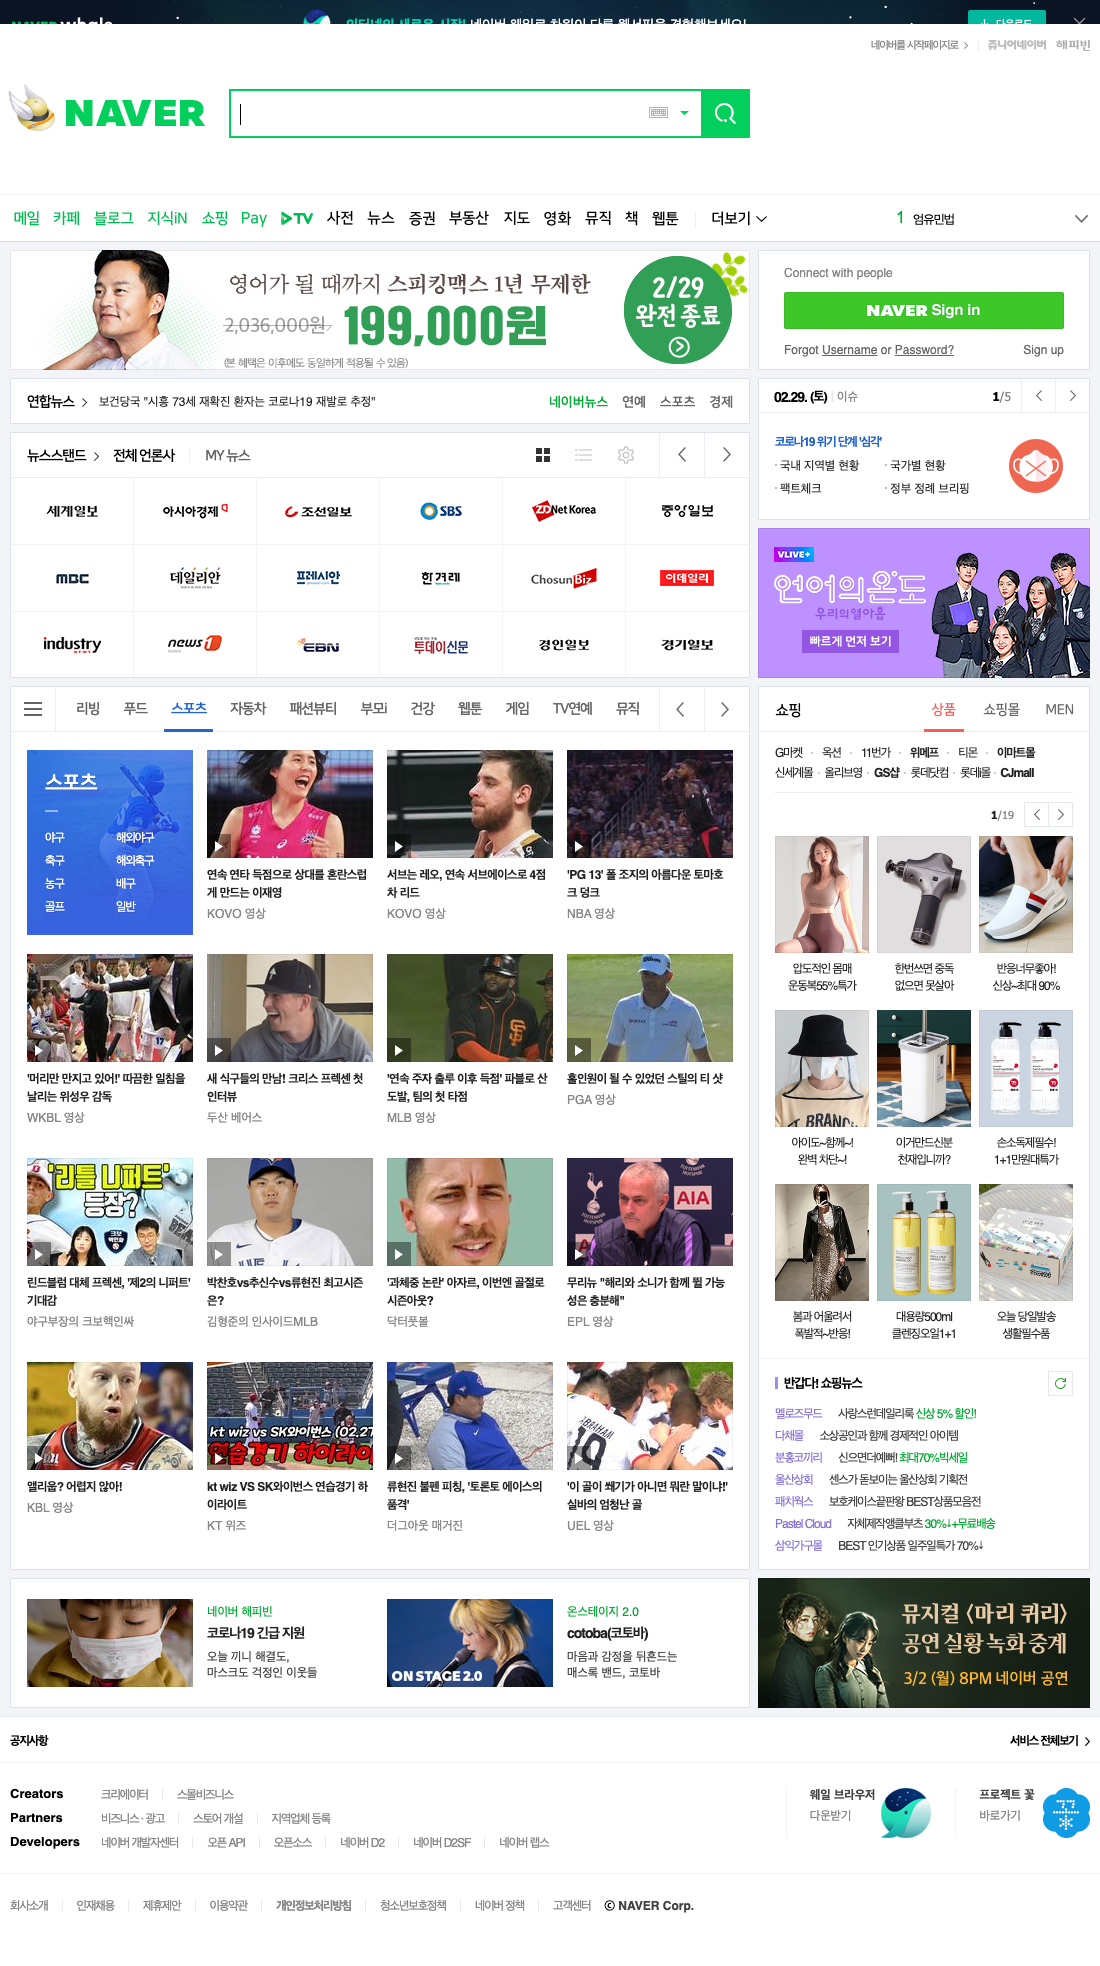 NAVER whale
인터넷의 새로운 시작! 네이버 웨일로 차원이 다른 웹서핑을 경험해보세요!
다운로드
네이버를 시작페이지로
쥬니어네이버 해피빈
NAVER
메일 카페 블로그 지식iN 쇼핑 Pay TV 사전 뉴스 증권 부동산 지도 영화 뮤직 책 웹툰 더보기
1 엄유민법
영어가 될 때까지 스피킹맥스 1년 무제한
2,036,000원 199,000원
(본 혜택은 이후에도 동일하게 적용될 수 있음)
2/29
완전 종료
Connect with people
NAVER Sign in
Forgot Username or Password? Sign up
연합뉴스 보건당국 "시흥 73세 재확진 환자는 코로나19 재발로 추정"
네이버뉴스 연예 스포츠 경제
02.29. (토) 이슈 1/5
코로나19 위기 단계 '심각'
· 국내 지역별 현황 · 국가별 현황
· 팩트체크 · 정부 정례 브리핑
뉴스스탠드 전체 언론사 MY 뉴스
세계일보 아시아경제 조선일보 SBS ZDNet Korea 중앙일보
MBC 데일리안 프레시안 한겨레 ChosunBiz 이데일리
industry news 1 EBN 투데이신문 경인일보 경기일보
VLIVE+
언어의온도
우리의열아홉
빠르게 먼저 보기
리빙 푸드 스포츠 자동차 패션뷰티 부모i 건강 웹툰 게임 TV연예 뮤직
스포츠
야구 해외야구
축구 해외축구
농구 배구
골프 일반
연속 연타 득점으로 상대를 혼란스럽게 만드는 이재영
KOVO 영상
서브는 레오, 연속 서브에이스로 4점차 리드
KOVO 영상
'PG 13' 폴 조지의 아름다운 토마호크 덩크
NBA 영상
'머리만 만지고 있어!' 따끔한 일침을 날리는 위성우 감독
WKBL 영상
새 식구들의 만남! 크리스 프렉센 첫 인터뷰
두산 베어스
'연속 주자 출루 이후 득점' 파블로 산도발, 팀의 첫 타점
MLB 영상
홀인원이 될 수 있었던 스틸의 티 샷
PGA 영상
'리틀 니퍼트'
등장?
린드블럼 대체 프렉센, '제2의 니퍼트' 기대감
야구부장의 크보핵인싸
박찬호vs추신수vs류현진 최고시즌은?
김형준의 인사이드MLB
'과체중 논란' 아자르, 이번엔 골절로 시즌아웃?
닥터풋볼
AIA
TOTTENHAM HOTSPUR
무리뉴 "해리와 소니가 함께 뛸 가능성은 충분해"
EPL 영상
앨리웁? 어렵지 않아!
KBL 영상
kt wiz vs SK와이번스 (02.27
연습경기 하이라이
kt wiz VS SK와이번스 연습경기 하이라이트
KT 위즈
류현진 불펜 피칭, '토론토 에이스의 품격'
더그아웃 매거진
'이 골이 쐐기가 아니면 뭐란 말이냐!' 실바의 엄청난 골
UEL 영상
쇼핑 상품 쇼핑몰 MEN
G마켓 · 옥션 · 11번가 · 위메프 · 티몬 · 이마트몰
신세계몰 · 올리브영 · GS샵 · 롯데닷컴 · 롯데몰 · CJmall
1/19
압도적인 몸매
운동복55%특가
한번쓰면 중독
없으면 못살아
반응너무좋아!
신상~최대 90%
아이도~함께~!
완벽 차단~!
이거만드신분
천재입니까?
손소독제필수!
1+1만원대특가
봄과 어울려서
폭발적~반응!
대용량500ml
클렌징오일1+1
오늘 당일발송
생활필수품
반갑다! 쇼핑뉴스
멜로즈무드 사랑스런데일리룩 신상 5% 할인!
다채몰 소상공인과 함께 경제적인 아이템
분홍코끼리 신으면더예뻐! 최대70%빅세일
울산상회 센스가 돋보이는 울산상회 기획전
패치웍스 보호케이스끝판왕 BEST상품모음전
Pastel Cloud 자체제작앵클부츠 30%↓+무료배송
삼익가구몰 BEST 인기상품 일주일특가 70%↓
네이버 해피빈
코로나19 긴급 지원
오늘 끼니 해결도,
마스크도 걱정인 이웃들
ON STAGE 2.0
온스테이지 2.0
cotoba(코토바)
마음과 감정을 뒤흔드는
매스록 밴드, 코토바
뮤지컬 <마리 퀴리>
공연 실황 녹화 중계
3/2 (월) 8PM 네이버 공연
공지사항 서비스 전체보기
Creators 크리에이터 스몰비즈니스
Partners 비즈니스 · 광고 스토어 개설 지역업체 등록
Developers 네이버 개발자센터 오픈 API 오픈소스 네이버 D2 네이버 D2SF 네이버 랩스
웨일 브라우저
다운받기
프로젝트 꽃
바로가기
회사소개 인재채용 제휴제안 이용약관 개인정보처리방침 청소년보호정책 네이버 정책 고객센터 © NAVER Corp.